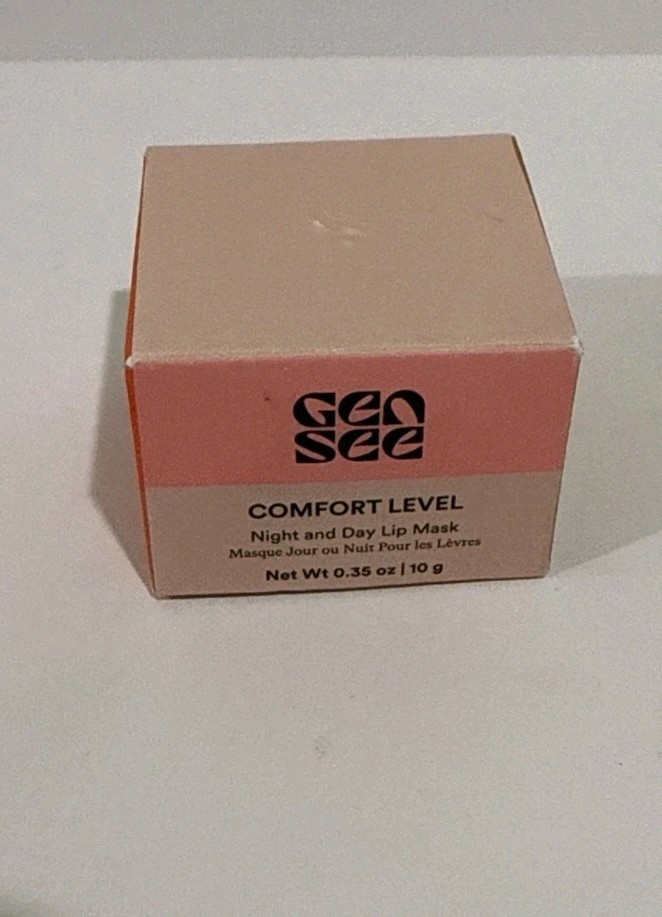 GEN
SEE
COMFORT LEVEL
Night and Day Lip Mask
Masque Jour ou Nuit Pour les Lèvres
Net Wt 0.35 oz | 10 g